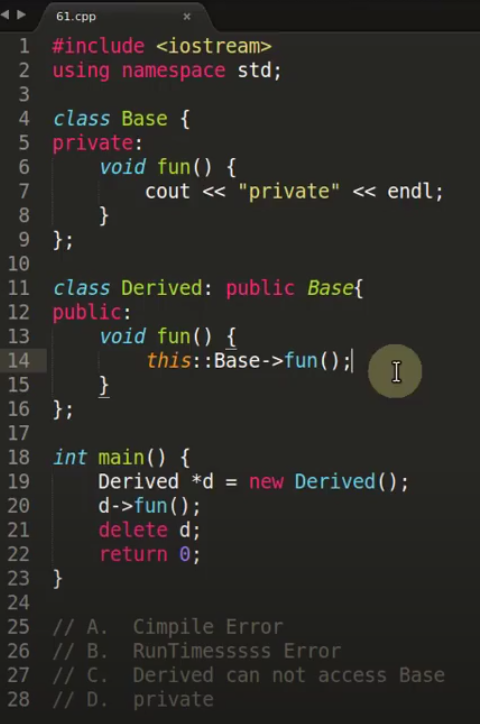 61.cpp ×
1 #include <iostream>
2 using namespace std;
3
4 class Base {
5 private:
6     void fun() {
7         cout << "private" << endl;
8     }
9 };
10
11 class Derived: public Base{
12 public:
13     void fun() {
14         this::Base->fun();
15     }
16 };
17
18 int main() {
19     Derived *d = new Derived();
20     d->fun();
21     delete d;
22     return 0;
23 }
24
25 // A.  Cimpile Error
26 // B.  RunTimesssss Error
27 // C.  Derived can not access Base
28 // D.  private